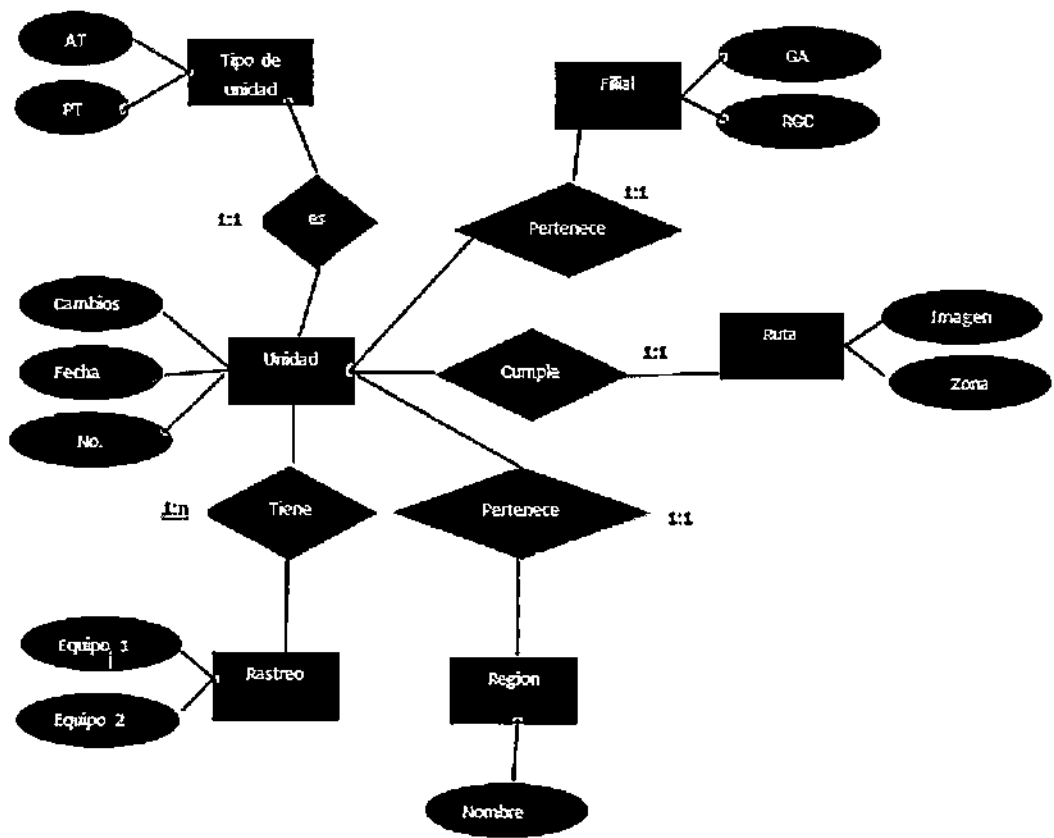 AT
Tipo de
unidad
PT
Filial
GA
RGC
1:1
es
1:1
Pertenece
Cambios
Fecha
No.
Unidad
Cumple
1:1
Ruta
Imagen
Zona
1:n
Tiene
Pertenece
1:1
Equipo 1
Equipo 2
Rastreo
Region
Nombre